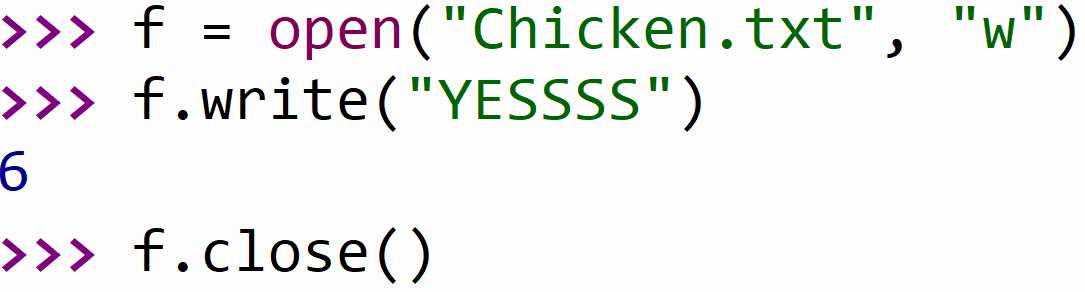 >>> f = open("Chicken.txt", "w")
>>> f.write("YESSSS")
6
>>> f.close()